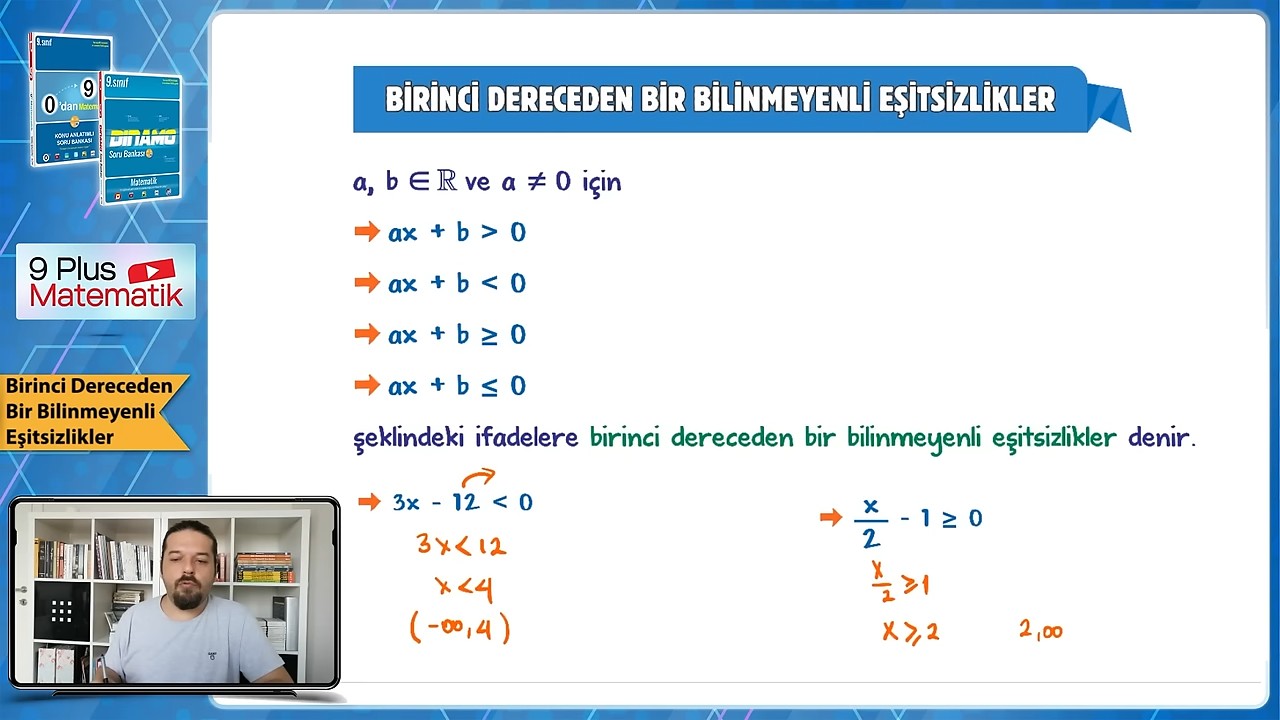 9.sınıf
0'dan 9
Matem
KONU ANLATIMLI
SORU BANKASI
9.sınıf
DİNAMO
Soru Bankası
Matematik
9 Plus
Matematik
Birinci Dereceden
Bir Bilinmeyenli
Eşitsizlikler
BİRİNCİ DERECEDEN BİR BİLİNMEYENLİ EŞİTSİZLİKLER
a, b ∈ ℝ ve a ≠ 0 için
➡ ax + b > 0
➡ ax + b < 0
➡ ax + b ≥ 0
➡ ax + b ≤ 0
şeklindeki ifadelere birinci dereceden bir bilinmeyenli eşitsizlikler denir.
➡ 3x - 12 < 0
3x < 12
x < 4
(-∞, 4)
➡ x/2 - 1 ≥ 0
x/2 ≥ 1
x ≥ 2
2, ∞